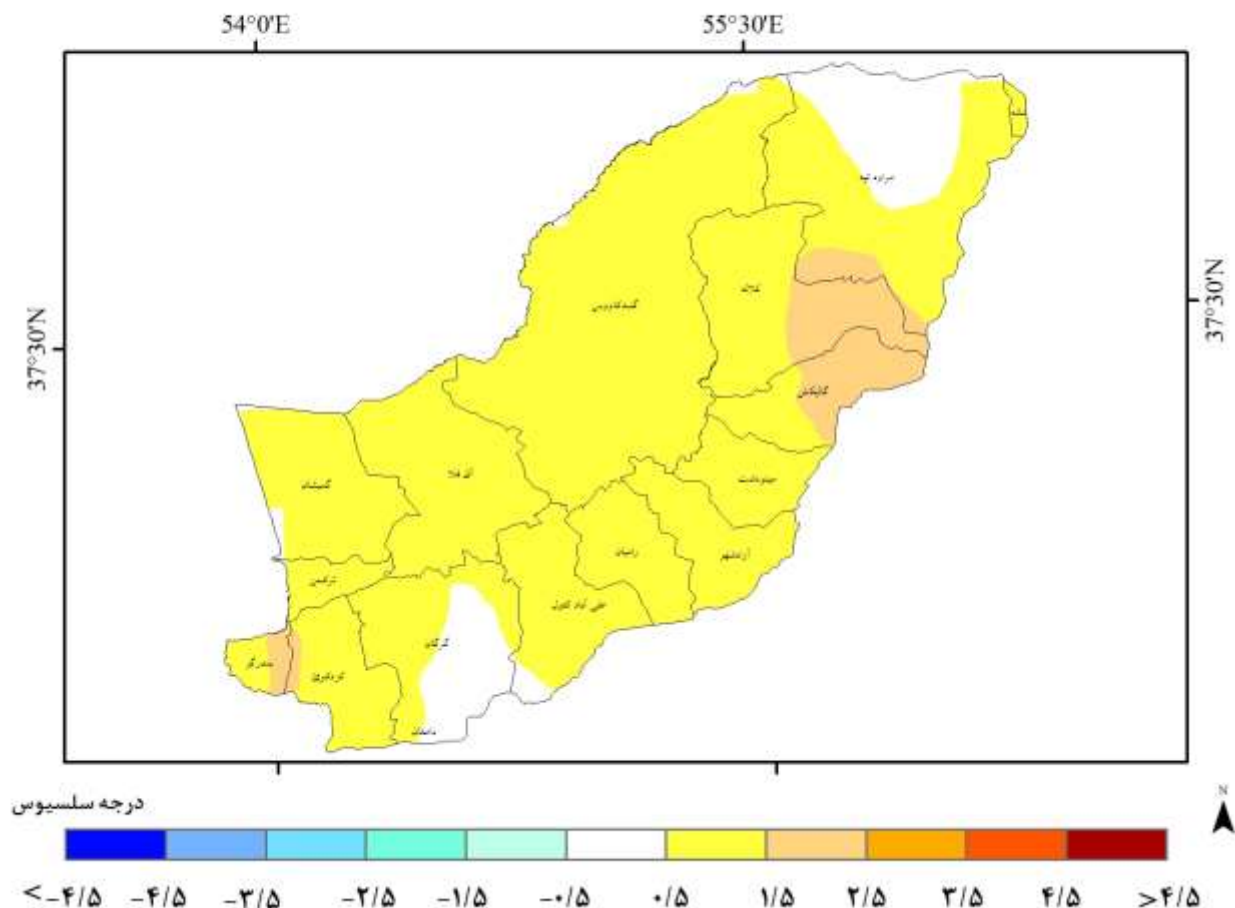 54°0'E 55°30'E
37°30'N
37°30'N
مراوه تپه
گنبدکاووس
کلاله
گالیکش
مینودشت
آق قلا
گمیشان
آزادشهر
رامیان
ترکمن
علی آباد کتول
گرگان
بندرگز
کردکوی
دامغان
درجه سلسیوس
N
<-۴/۵ -۴/۵ -۳/۵ -۲/۵ -۱/۵ -۰/۵ ۰/۵ ۱/۵ ۲/۵ ۳/۵ ۴/۵ >۴/۵